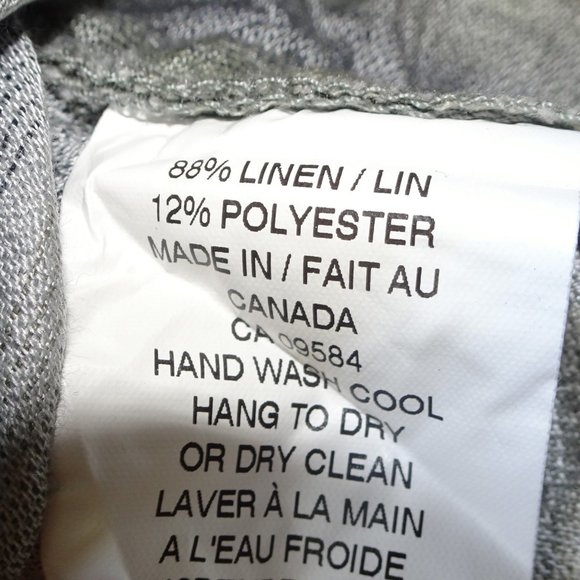 88% LINEN / LIN
12% POLYESTER
MADE IN / FAIT AU
CANADA
CA 09584
HAND WASH COOL
HANG TO DRY
OR DRY CLEAN
LAVER À LA MAIN
A L'EAU FROIDE